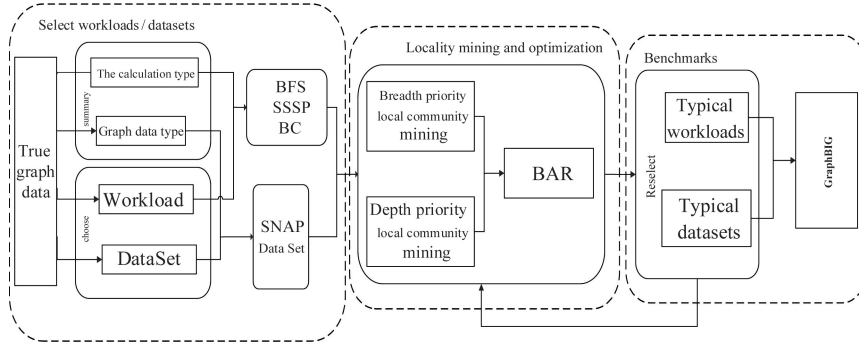 Select workloads / datasets
True
graph
data
summary
The calculation type
Graph data type
choose
Workload
DataSet
BFS
SSSP
BC
SNAP
Data Set
Locality mining and optimization
Breadth priority
local community
mining
Depth priority
local community
mining
BAR
Benchmarks
Reselect
Typical
workloads
Typical
datasets
GraphBIG